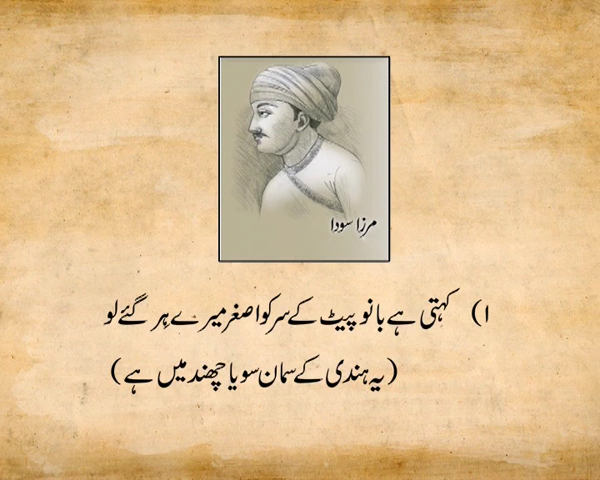 مرزا سودا
۱) کہتی ہے بانو پیٹ کے سر کو اصغر میرے ہر گئے لو
(یہ ہندی کے سمان سویا چھند میں ہے)